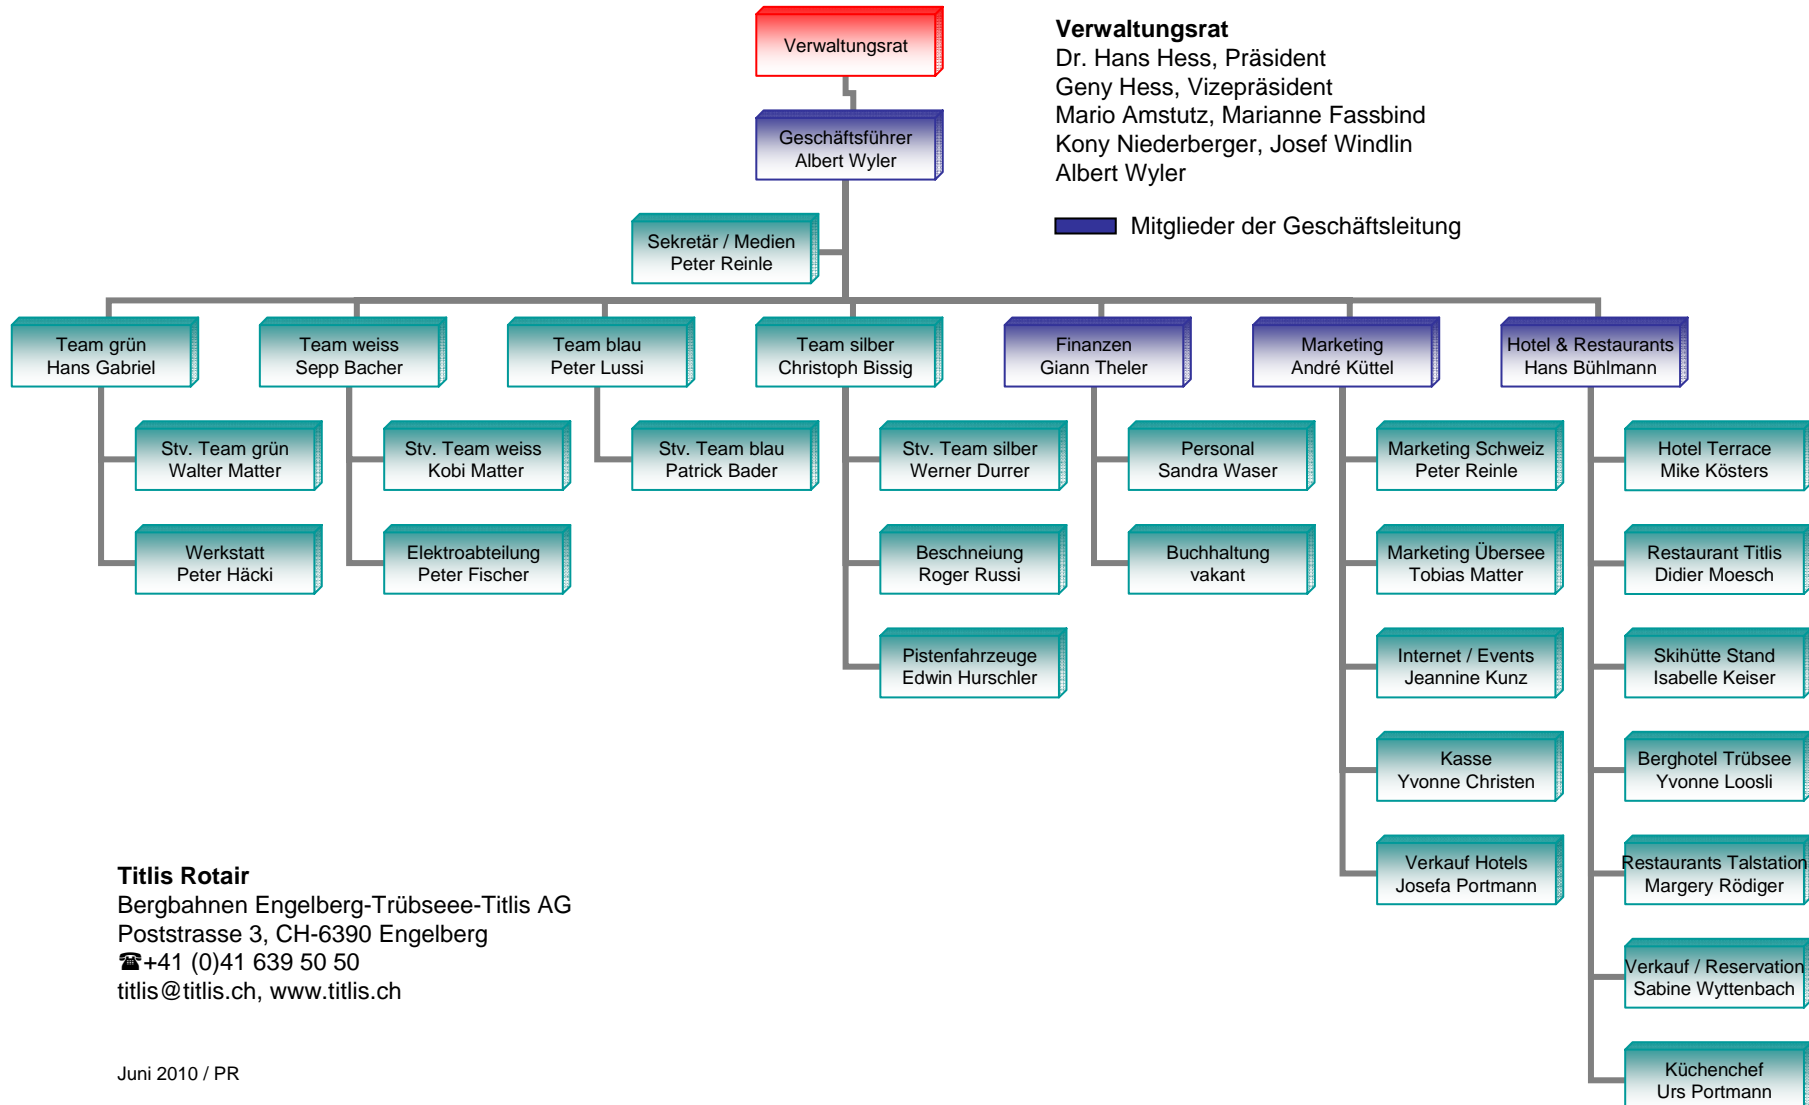 Verwaltungsrat
Verwaltungsrat
Dr. Hans Hess, Präsident
Geny Hess, Vizepräsident
Mario Amstutz, Marianne Fassbind
Kony Niederberger, Josef Windlin
Albert Wyler
Mitglieder der Geschäftsleitung
Geschäftsführer
Albert Wyler
Sekretär / Medien
Peter Reinle
Team grün
Hans Gabriel
Team weiss
Sepp Bacher
Team blau
Peter Lussi
Team silber
Christoph Bissig
Finanzen
Giann Theler
Marketing
André Küttel
Hotel & Restaurants
Hans Bühlmann
Stv. Team grün
Walter Matter
Stv. Team weiss
Kobi Matter
Stv. Team blau
Patrick Bader
Stv. Team silber
Werner Durrer
Personal
Sandra Waser
Marketing Schweiz
Peter Reinle
Hotel Terrace
Mike Kösters
Werkstatt
Peter Häcki
Elektroabteilung
Peter Fischer
Beschneiung
Roger Russi
Buchhaltung
vakant
Marketing Übersee
Tobias Matter
Restaurant Titlis
Didier Moesch
Pistenfahrzeuge
Edwin Hurschler
Internet / Events
Jeannine Kunz
Skihütte Stand
Isabelle Keiser
Kasse
Yvonne Christen
Berghotel Trübsee
Yvonne Loosli
Verkauf Hotels
Josefa Portmann
Restaurants Talstation
Margery Rödiger
Verkauf / Reservation
Sabine Wyttenbach
Küchenchef
Urs Portmann
Titlis Rotair
Bergbahnen Engelberg-Trübseee-Titlis AG
Poststrasse 3, CH-6390 Engelberg
☎+41 (0)41 639 50 50
titlis@titlis.ch, www.titlis.ch
Juni 2010 / PR